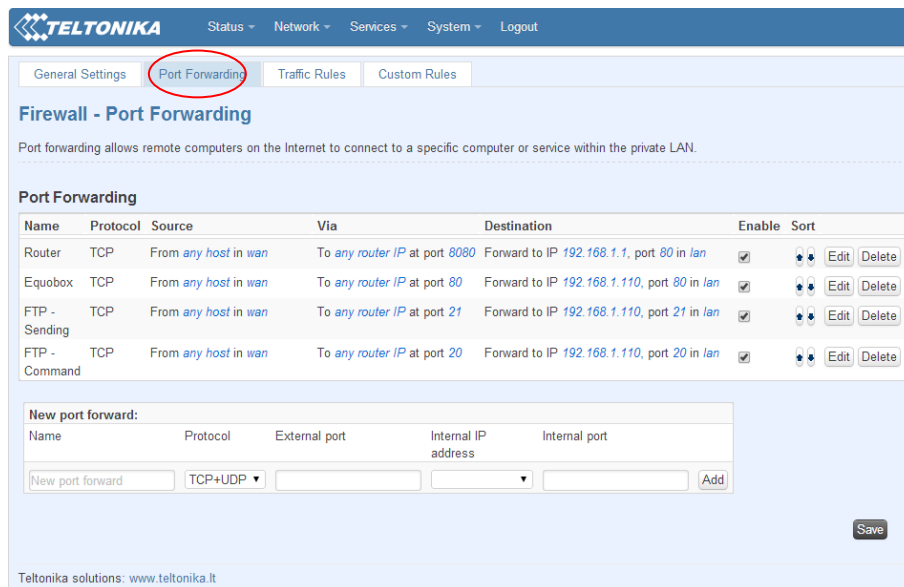 TELTONIKA Status Network Services System Logout
General Settings Port Forwarding Traffic Rules Custom Rules
Firewall - Port Forwarding
Port forwarding allows remote computers on the Internet to connect to a specific computer or service within the private LAN.
Port Forwarding
Name Protocol Source Via Destination Enable Sort
Router TCP From any host in wan To any router IP at port 8080 Forward to IP 192.168.1.1, port 80 in lan Edit Delete
Equobox TCP From any host in wan To any router IP at port 80 Forward to IP 192.168.1.110, port 80 in lan Edit Delete
FTP - TCP From any host in wan To any router IP at port 21 Forward to IP 192.168.1.110, port 21 in lan Edit Delete
Sending
FTP - TCP From any host in wan To any router IP at port 20 Forward to IP 192.168.1.110, port 20 in lan Edit Delete
Command
New port forward:
Name Protocol External port Internal IP Internal port
address
New port forward TCP+UDP Add
Save
Teltonika solutions: www.teltonika.lt